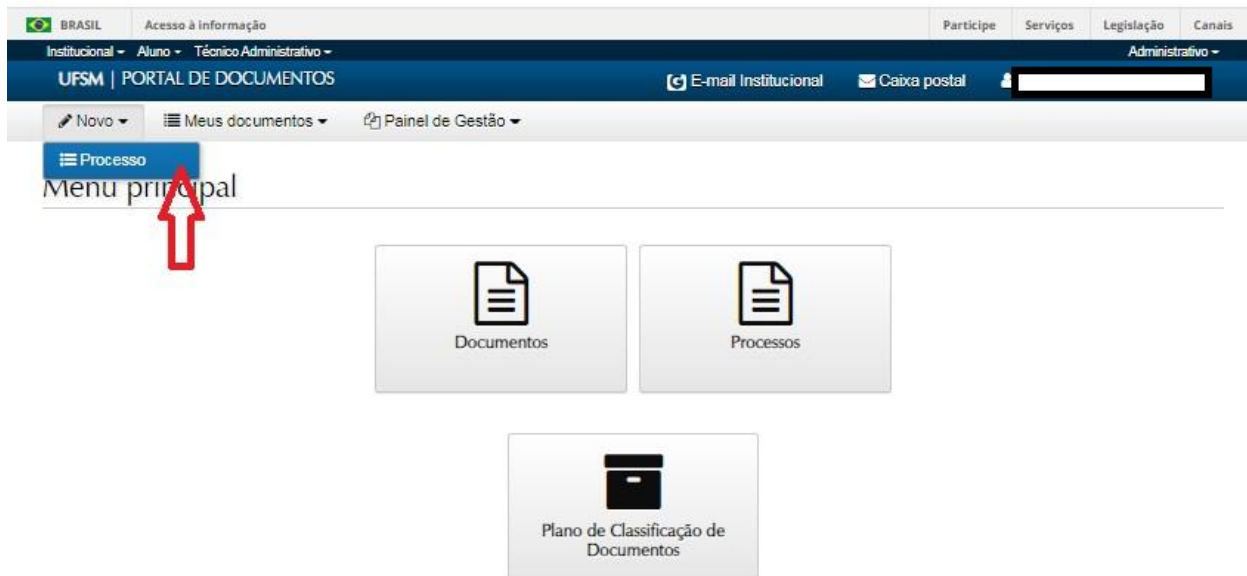 BRASIL Acesso à informação Participe Serviços Legislação Canais
Institucional Aluno Técnico Administrativo Administrativo
UFSM | PORTAL DE DOCUMENTOS E-mail Institucional Caixa postal
Novo Meus documentos Painel de Gestão
Processo
Menu principal
Documentos Processos
Plano de Classificação de
Documentos